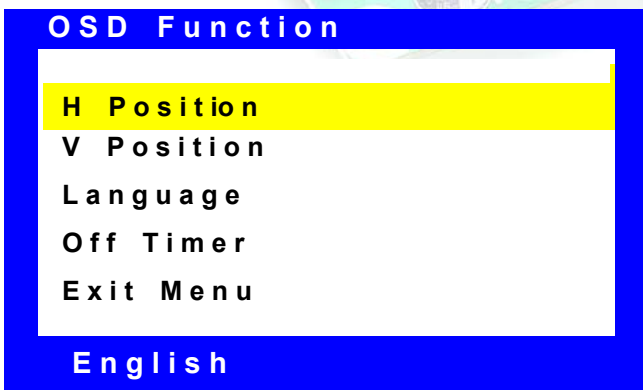 OSD Function
H Position
V Position
Language
Off Timer
Exit Menu
English